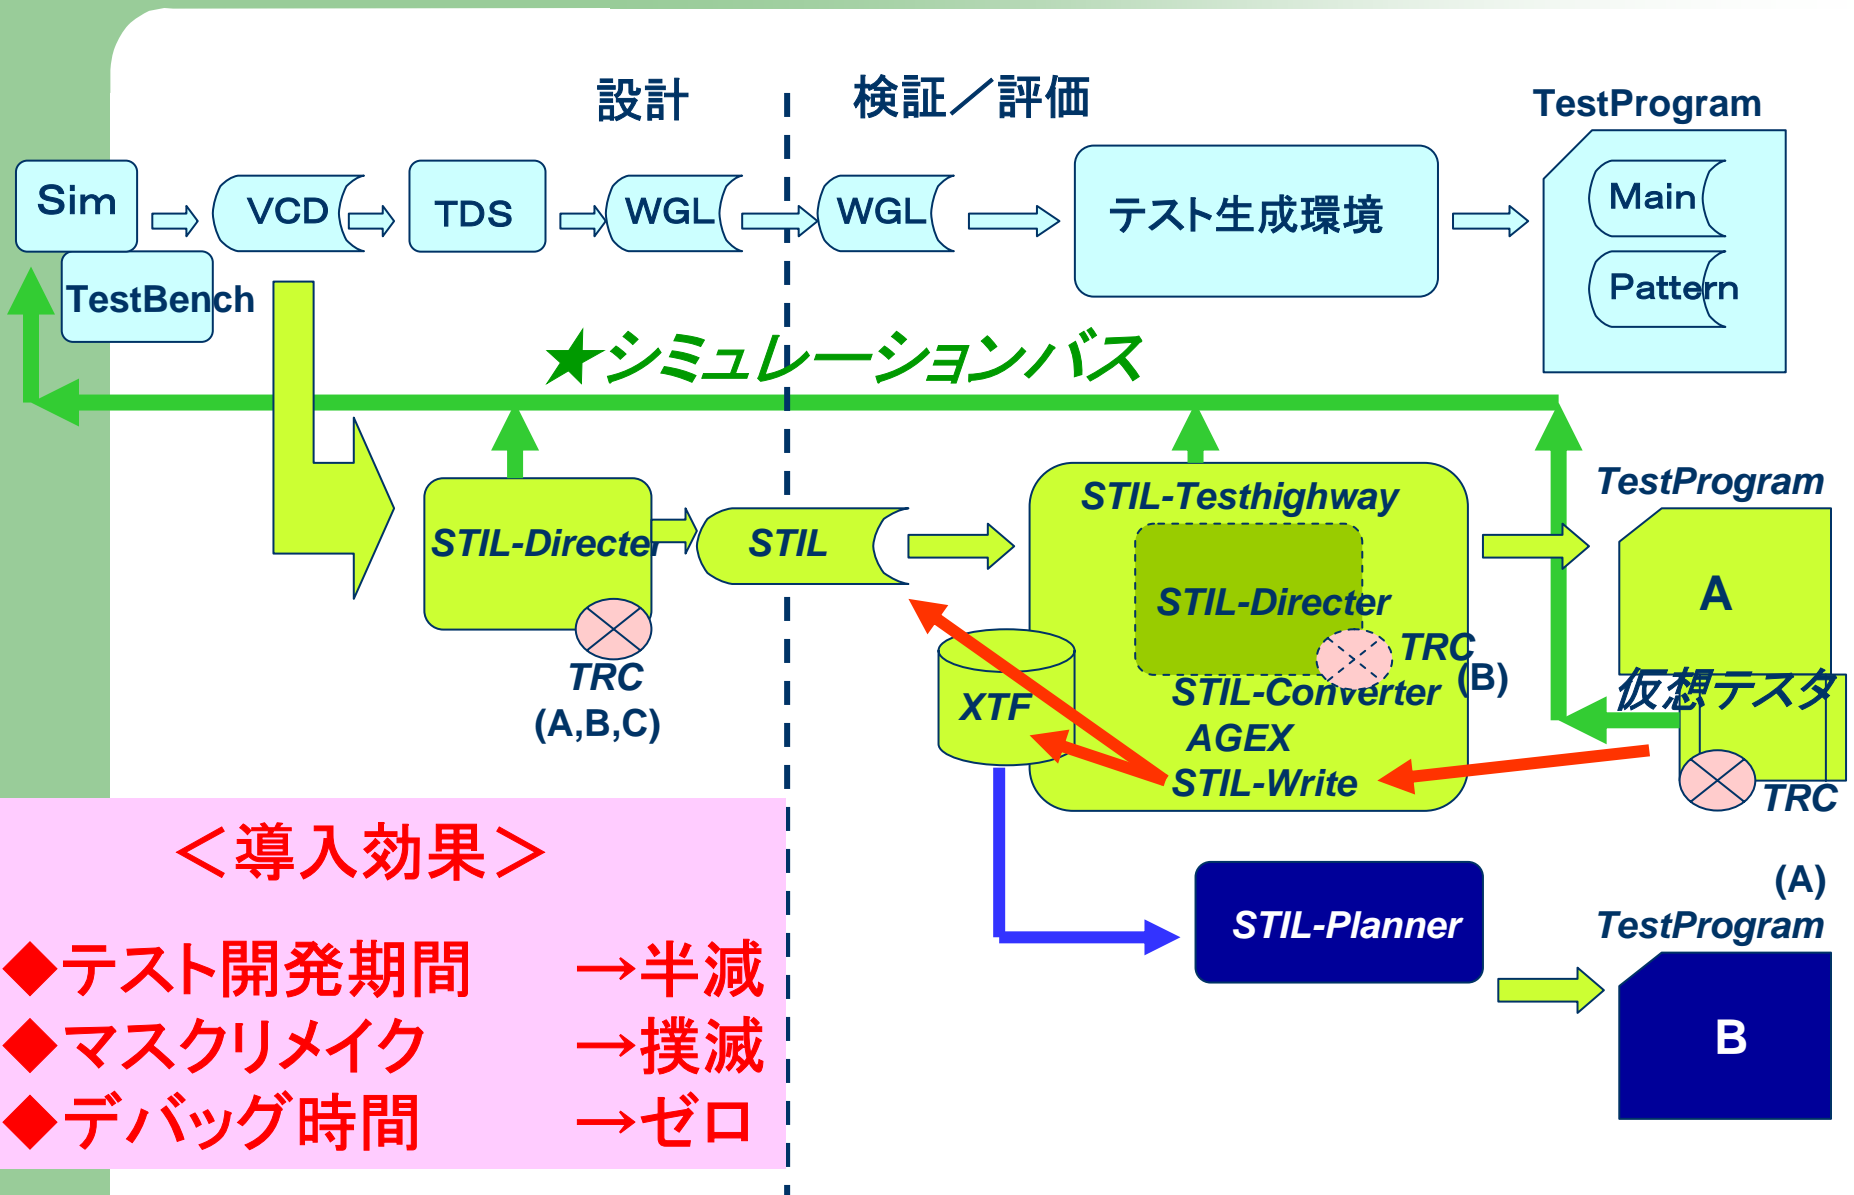 設計
検証／評価
TestProgram
Sim
VCD
TDS
WGL
WGL
テスト生成環境
Main
Pattern
TestBench
★シミュレーションバス
STIL-Directer
STIL
STIL-Testhighway
STIL-Directer
TRC
(B)
STIL-Converter
AGEX
STIL-Write
XTF
TRC
(A,B,C)
TestProgram
A
仮想テスタ
TRC
(A)
STIL-Planner
TestProgram
B
＜導入効果＞
◆テスト開発期間 →半減
◆マスクリメイク →撲滅
◆デバッグ時間 →ゼロ